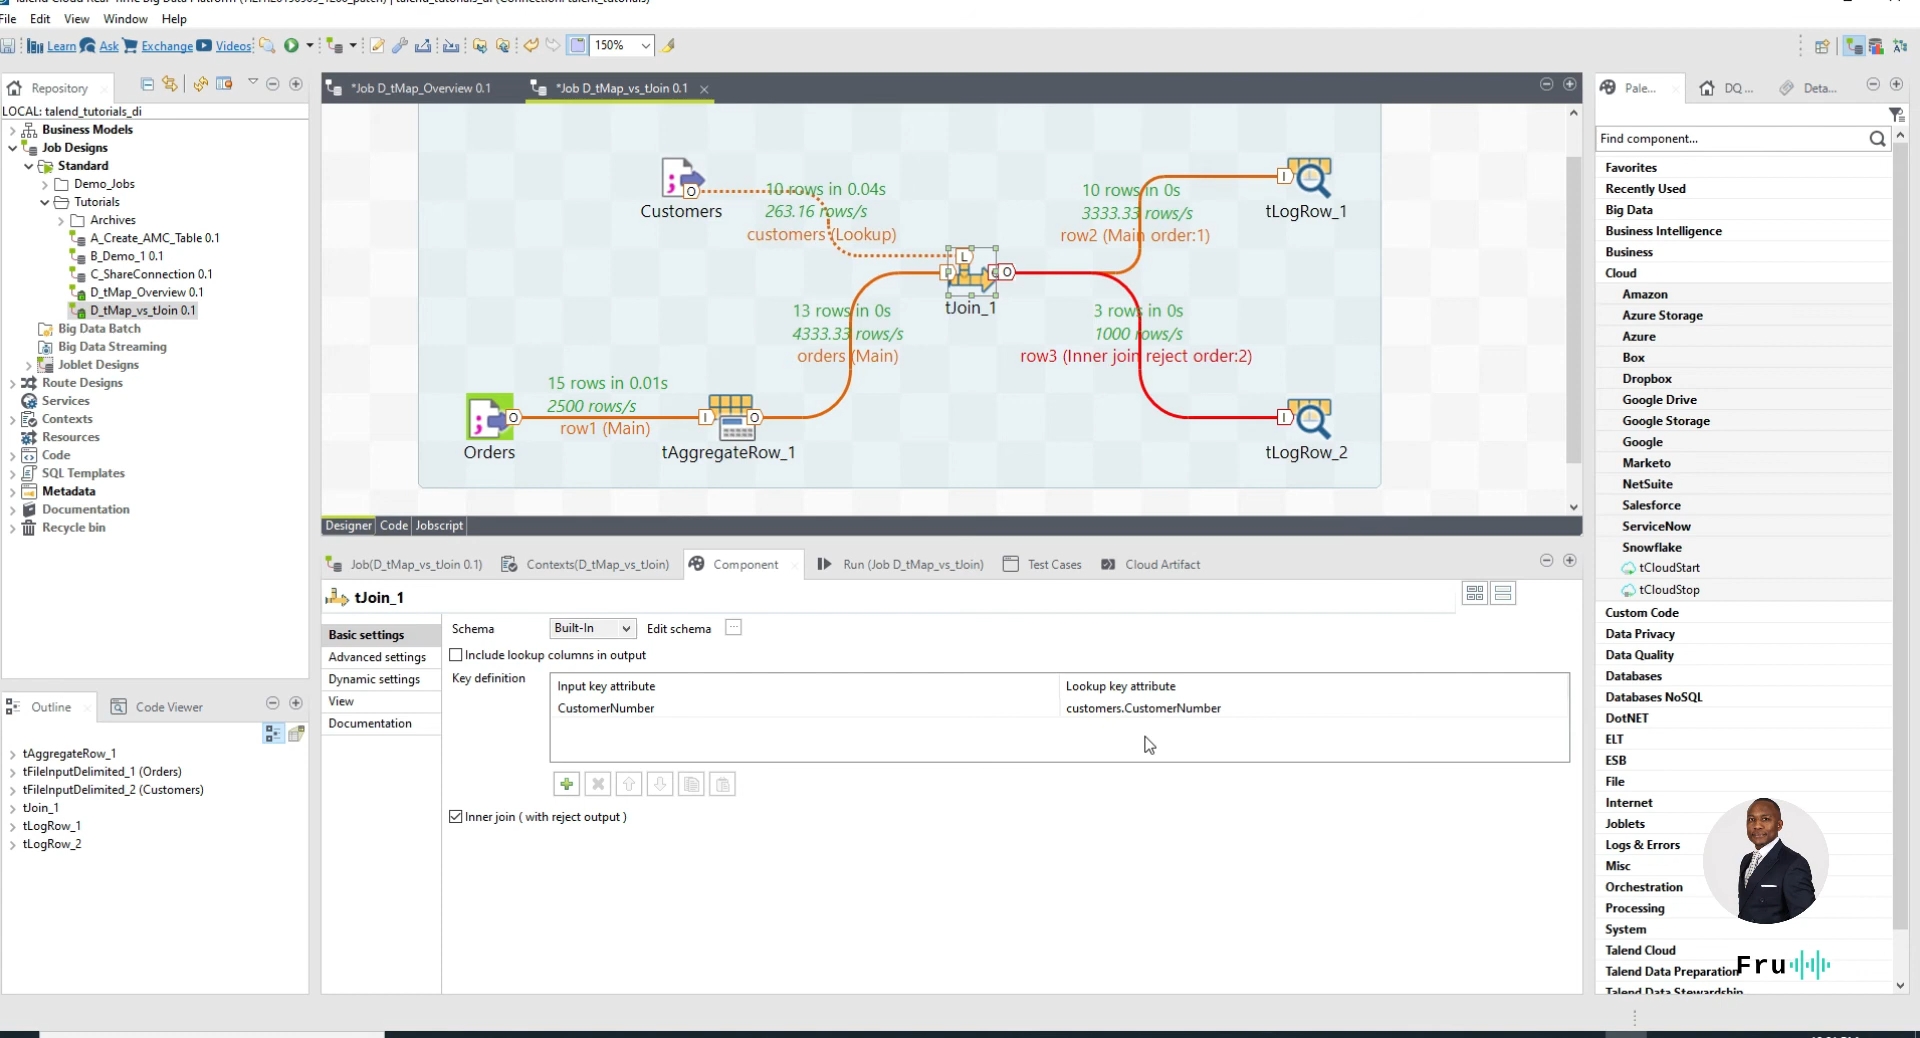 File Edit View Window Help
Learn Ask Exchange Videos 150%
Repository
LOCAL: talend_tutorials_di
Business Models
Job Designs
Standard
Demo_Jobs
Tutorials
Archives
A_Create_AMC_Table 0.1
B_Demo_1 0.1
C_ShareConnection 0.1
D_tMap_Overview 0.1
D_tMap_vs_tJoin 0.1
Big Data Batch
Big Data Streaming
Joblet Designs
Route Designs
Services
Contexts
Resources
Code
SQL Templates
Metadata
Documentation
Recycle bin
Outline
Code Viewer
tAggregateRow_1
tFileInputDelimited_1 (Orders)
tFileInputDelimited_2 (Customers)
tJoin_1
tLogRow_1
tLogRow_2
*Job D_tMap_Overview 0.1
*Job D_tMap_vs_tJoin 0.1
Customers
10 rows in 0.04s
263.16 rows/s
customers (Lookup)
10 rows in 0s
3333.33 rows/s
row2 (Main order:1)
tLogRow_1
tJoin_1
13 rows in 0s
4333.33 rows/s
orders (Main)
3 rows in 0s
1000 rows/s
row3 (Inner join reject order:2)
15 rows in 0.01s
2500 rows/s
row1 (Main)
Orders
tAggregateRow_1
tLogRow_2
Designer Code Jobscript
Job(D_tMap_vs_tJoin 0.1)
Contexts(D_tMap_vs_tJoin)
Component
Run (Job D_tMap_vs_tJoin)
Test Cases
Cloud Artifact
tJoin_1
Basic settings
Advanced settings
Dynamic settings
View
Documentation
Schema Built-In Edit schema ...
Include lookup columns in output
Key definition
Input key attribute Lookup key attribute
CustomerNumber customers.CustomerNumber
Inner join ( with reject output )
Pale...
DQ ...
Deta...
Find component...
Favorites
Recently Used
Big Data
Business Intelligence
Business
Cloud
Amazon
Azure Storage
Azure
Box
Dropbox
Google Drive
Google Storage
Google
Marketo
NetSuite
Salesforce
ServiceNow
Snowflake
tCloudStart
tCloudStop
Custom Code
Data Privacy
Data Quality
Databases
Databases NoSQL
DotNET
ELT
ESB
File
Internet
Joblets
Logs & Errors
Misc
Orchestration
Processing
System
Talend Cloud
Talend Data Preparation
Talend Data Stewardship
Fru